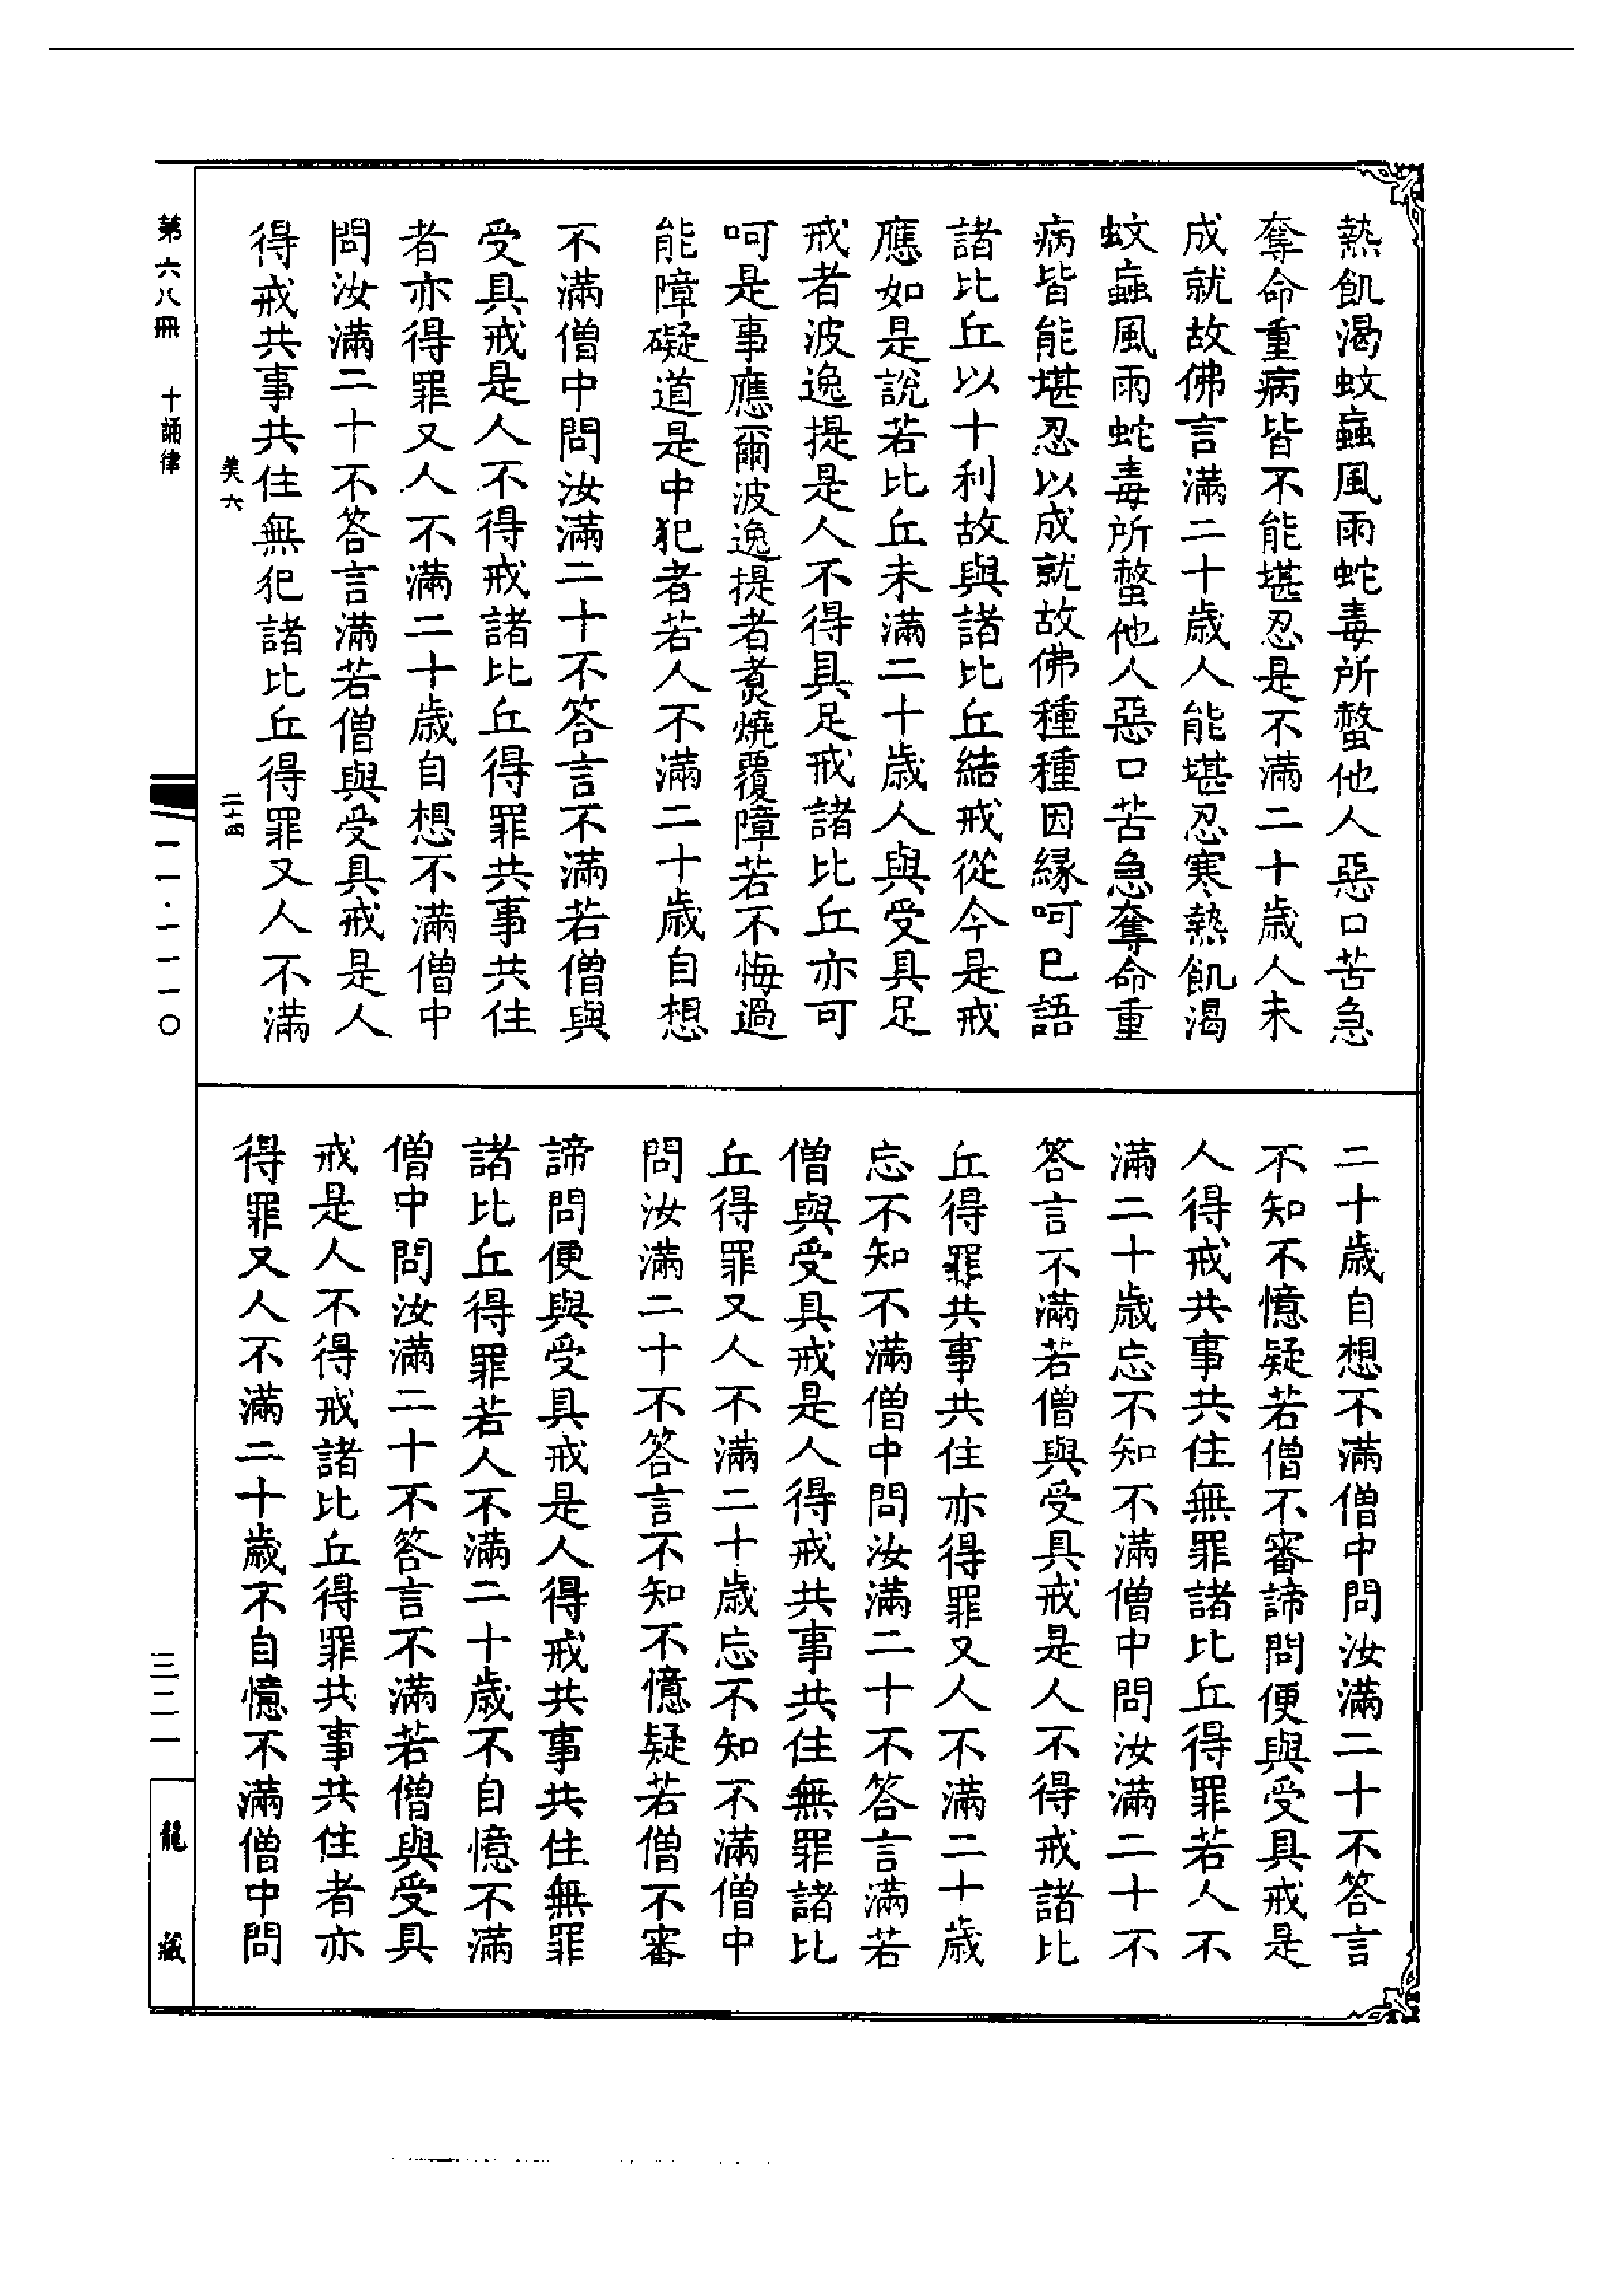 熱飢渴蚊蝱風雨蛇毒所螫他人惡口苦急
奪命重病皆不能堪忍是不滿二十歲人未
成就故佛言滿二十歲人能堪忍寒熱飢渴
蚊蝱風雨蛇毒所螫他人惡口苦急奪命重
病皆能堪忍以成就故佛種種因緣呵已語
諸比丘以十利故與諸比丘結戒從今是戒
應如是說若比丘未滿二十歲人與受具足
戒者波逸提是人不得具足戒諸比丘亦可
呵是事應爾波逸提者煑燒覆障若不悔過
能障礙道是中犯者若人不滿二十歲自想
不滿僧中問汝滿二十不答言不滿若僧與
受具戒是人不得戒諸比丘得罪共事共住
者亦得罪又人不滿二十歲自想不滿僧中
問汝滿二十不答言滿若僧與受具戒是人
得戒共事共住無犯諸比丘得罪又人不滿
美六 二十四
二十歲自想不滿僧中問汝滿二十不答言
不知不憶疑若僧不審諦問便與受具戒是
人得戒共事共住無罪諸比丘得罪若人不
滿二十歲忘不知不滿僧中問汝滿二十不
答言不滿若僧與受具戒是人不得戒諸比
丘得罪共事共住亦得罪又人不滿二十歲
忘不知不滿僧中問汝滿二十不答言滿若
僧與受具戒是人得戒共事共住無罪諸比
丘得罪又人不滿二十歲忘不知不滿僧中
問汝滿二十不答言不知不憶疑若僧不審
諦問便與受具戒是人得戒共事共住無罪
諸比丘得罪若人不滿二十歲不自憶不滿
僧中問汝滿二十不答言不滿若僧與受具
戒是人不得戒諸比丘得罪共事共住者亦
得罪又人不滿二十歲不自憶不滿僧中問
第六八冊 十誦律
一一·一一一〇
三二一
龍藏